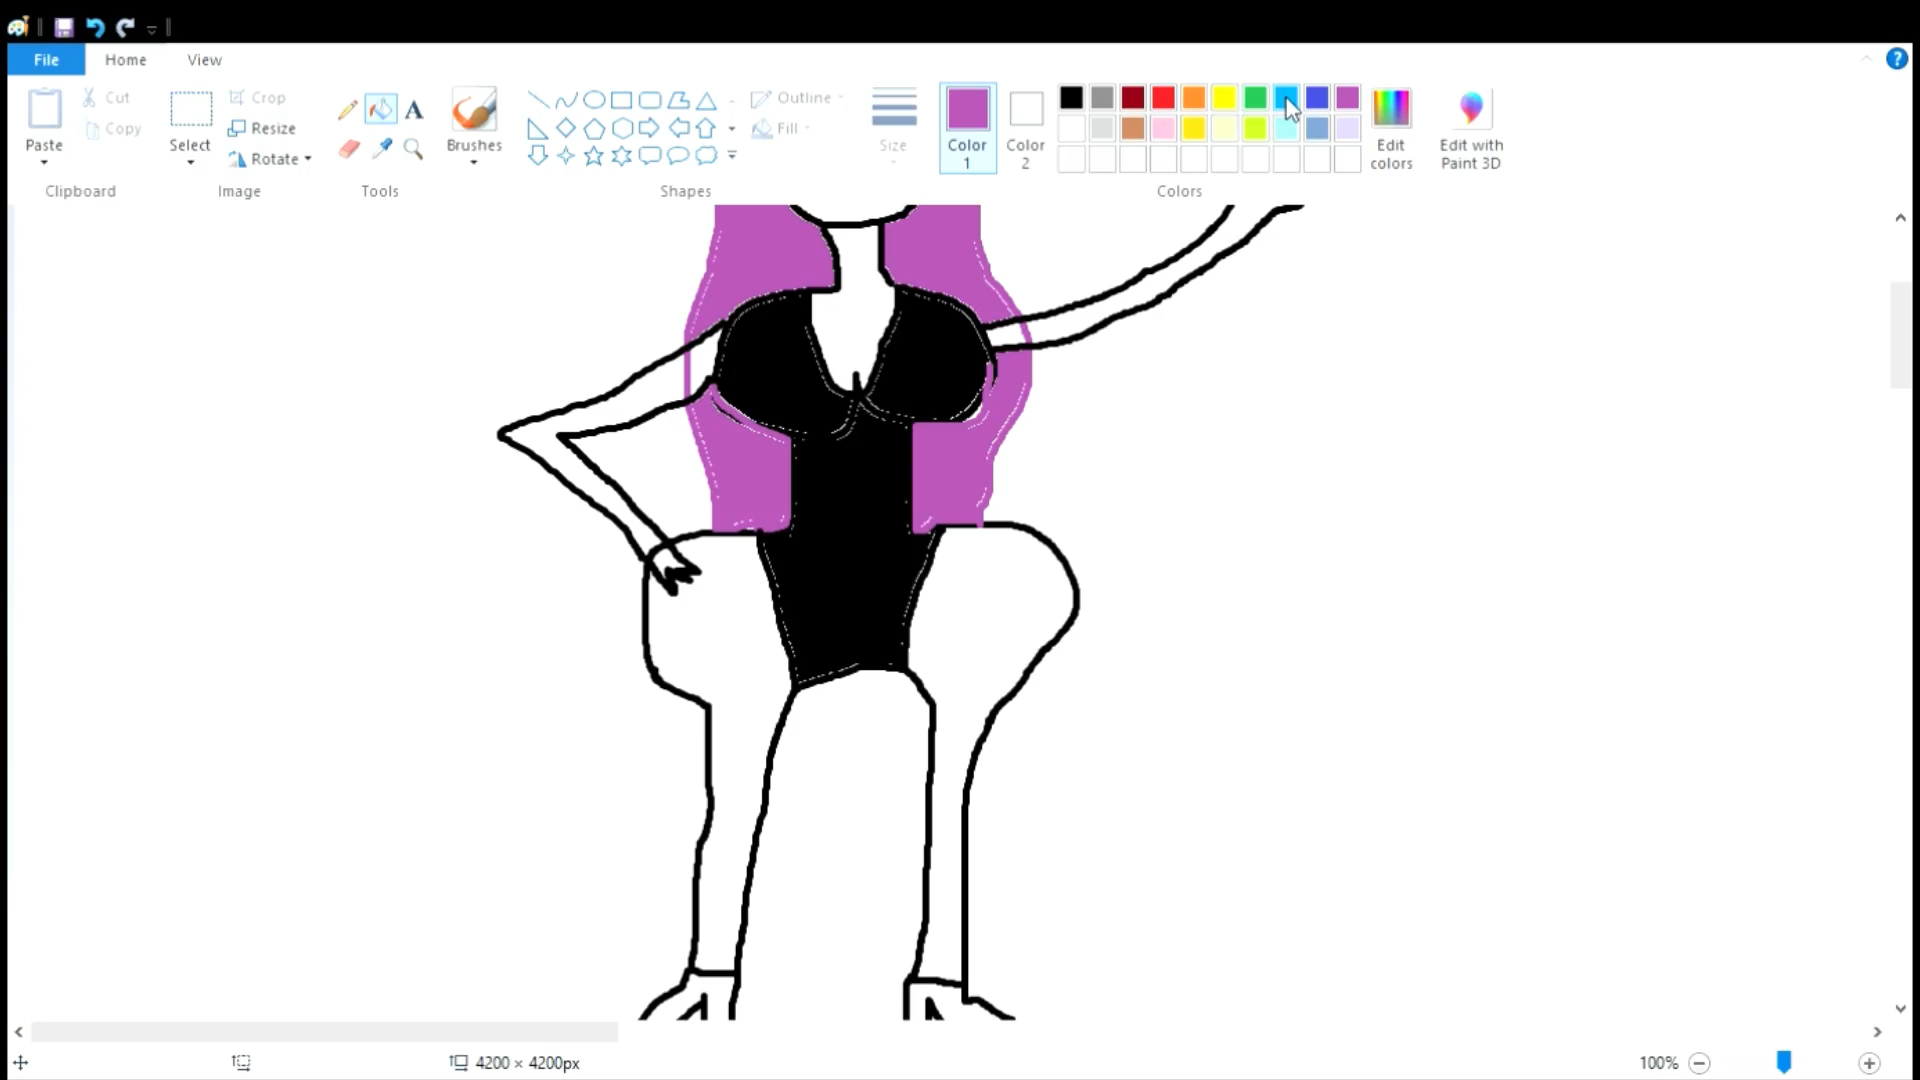 File Home View
Paste
Cut
Copy
Clipboard
Select
Crop
Resize
Rotate
Image
A
Tools
Brushes
Outline
Fill
Shapes
Size
Color 1
Color 2
Edit colors
Colors
Edit with Paint 3D
?
4200 × 4200px
100%